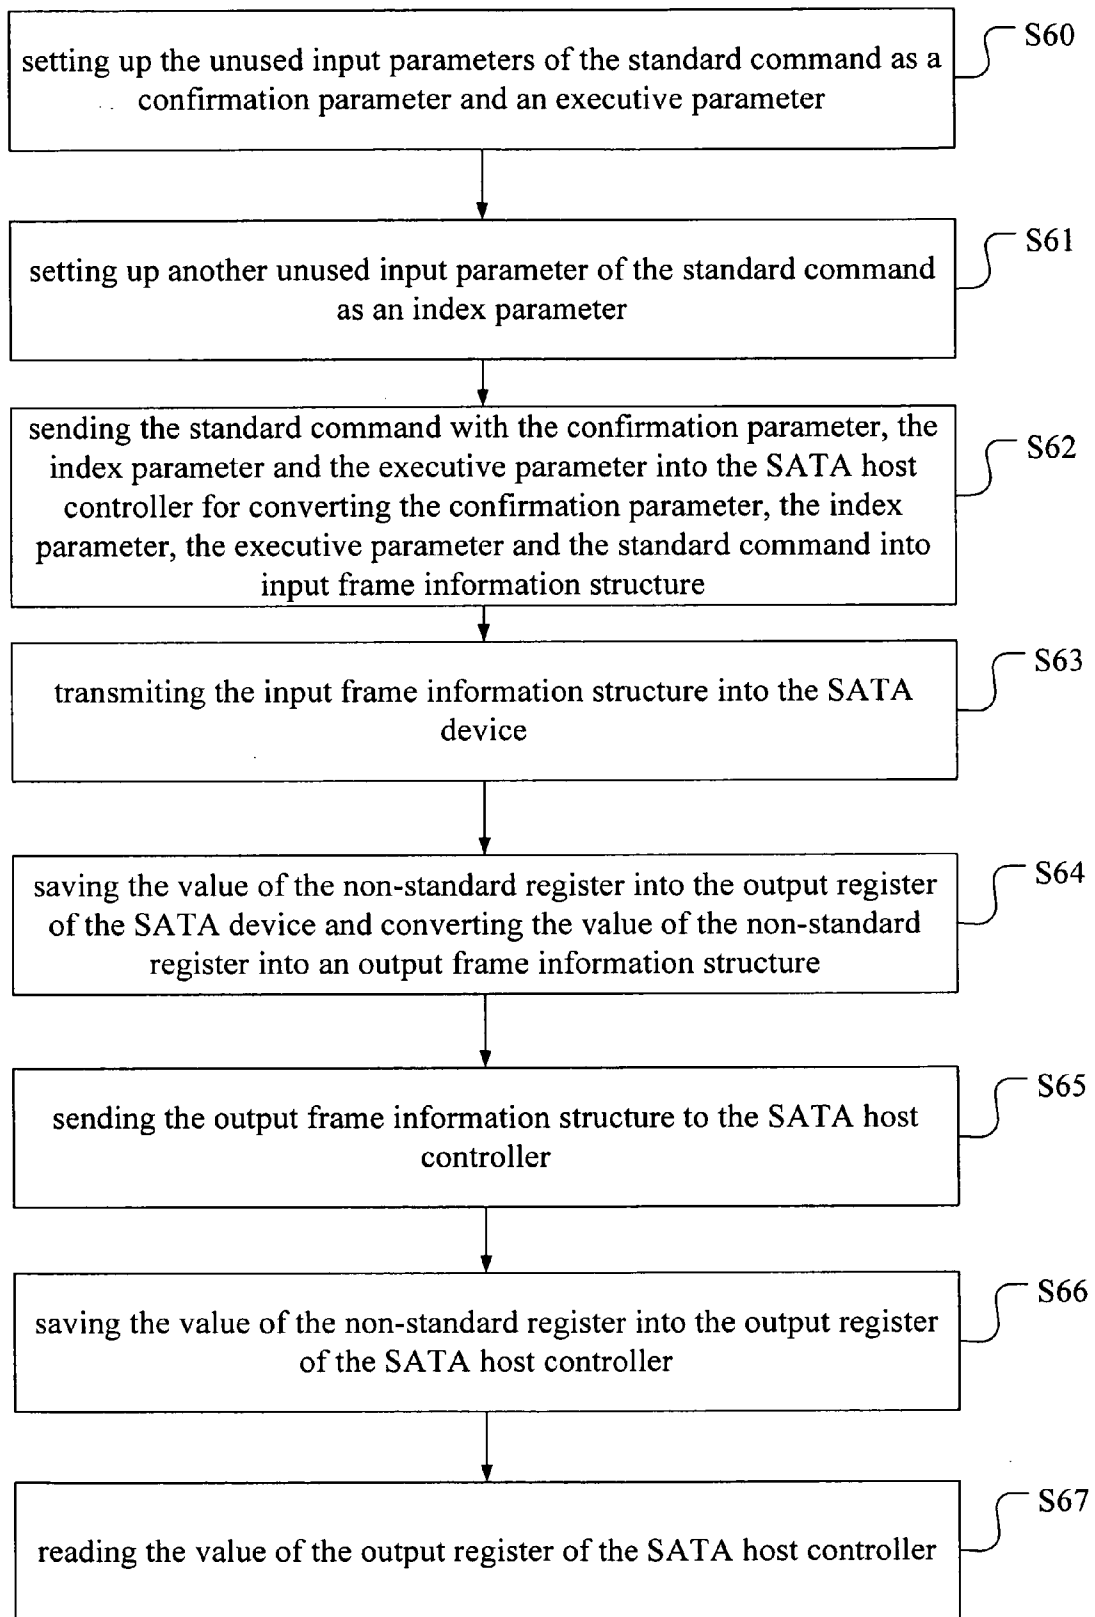 setting up the unused input parameters of the standard command as a
confirmation parameter and an executive parameter
S60
setting up another unused input parameter of the standard command
as an index parameter
S61
sending the standard command with the confirmation parameter, the
index parameter and the executive parameter into the SATA host
controller for converting the confirmation parameter, the index
parameter, the executive parameter and the standard command into
input frame information structure
S62
transmiting the input frame information structure into the SATA
device
S63
saving the value of the non-standard register into the output register
of the SATA device and converting the value of the non-standard
register into an output frame information structure
S64
sending the output frame information structure to the SATA host
controller
S65
saving the value of the non-standard register into the output register
of the SATA host controller
S66
reading the value of the output register of the SATA host controller
S67